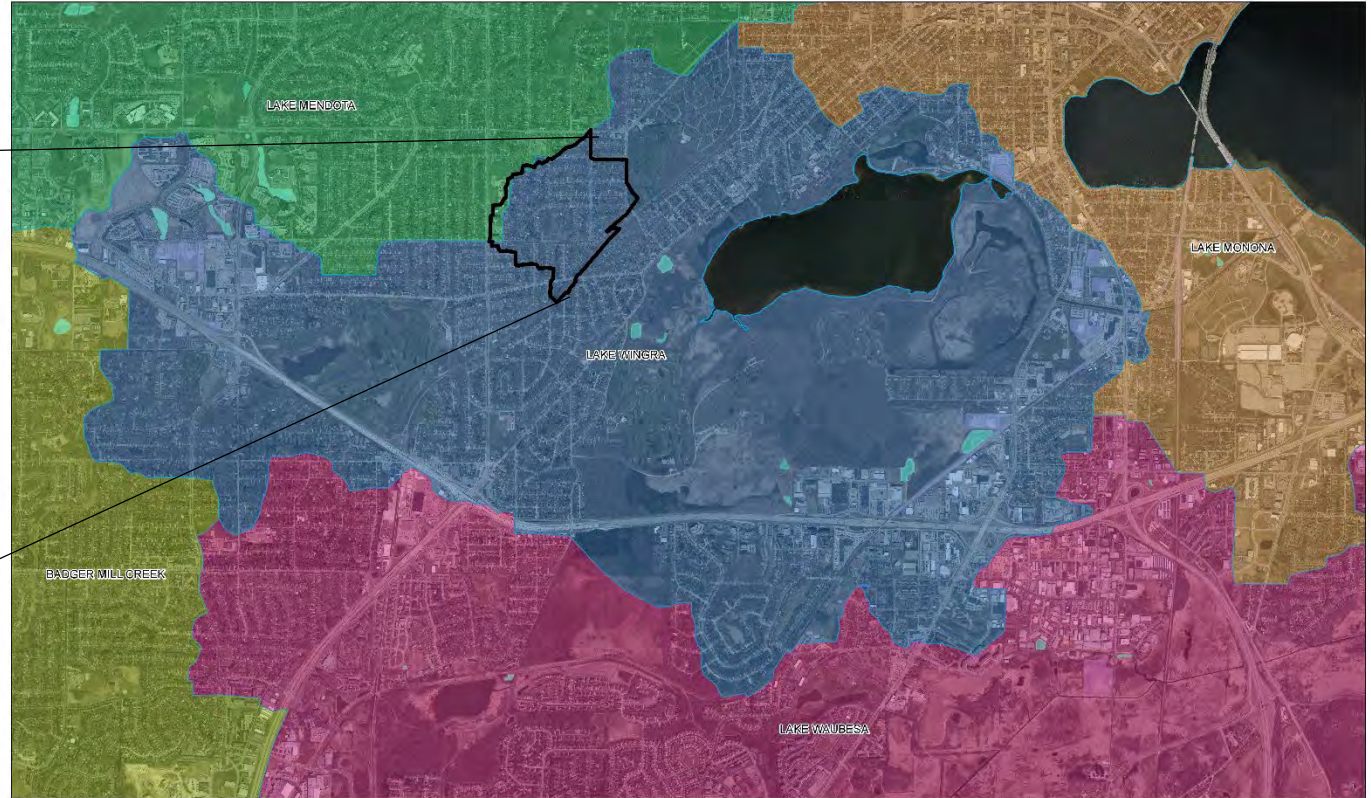 LAKE MENDOTA
LAKE MONONA
LAKE WINGRA
BADGER MILL CREEK
LAKE WAUBESA